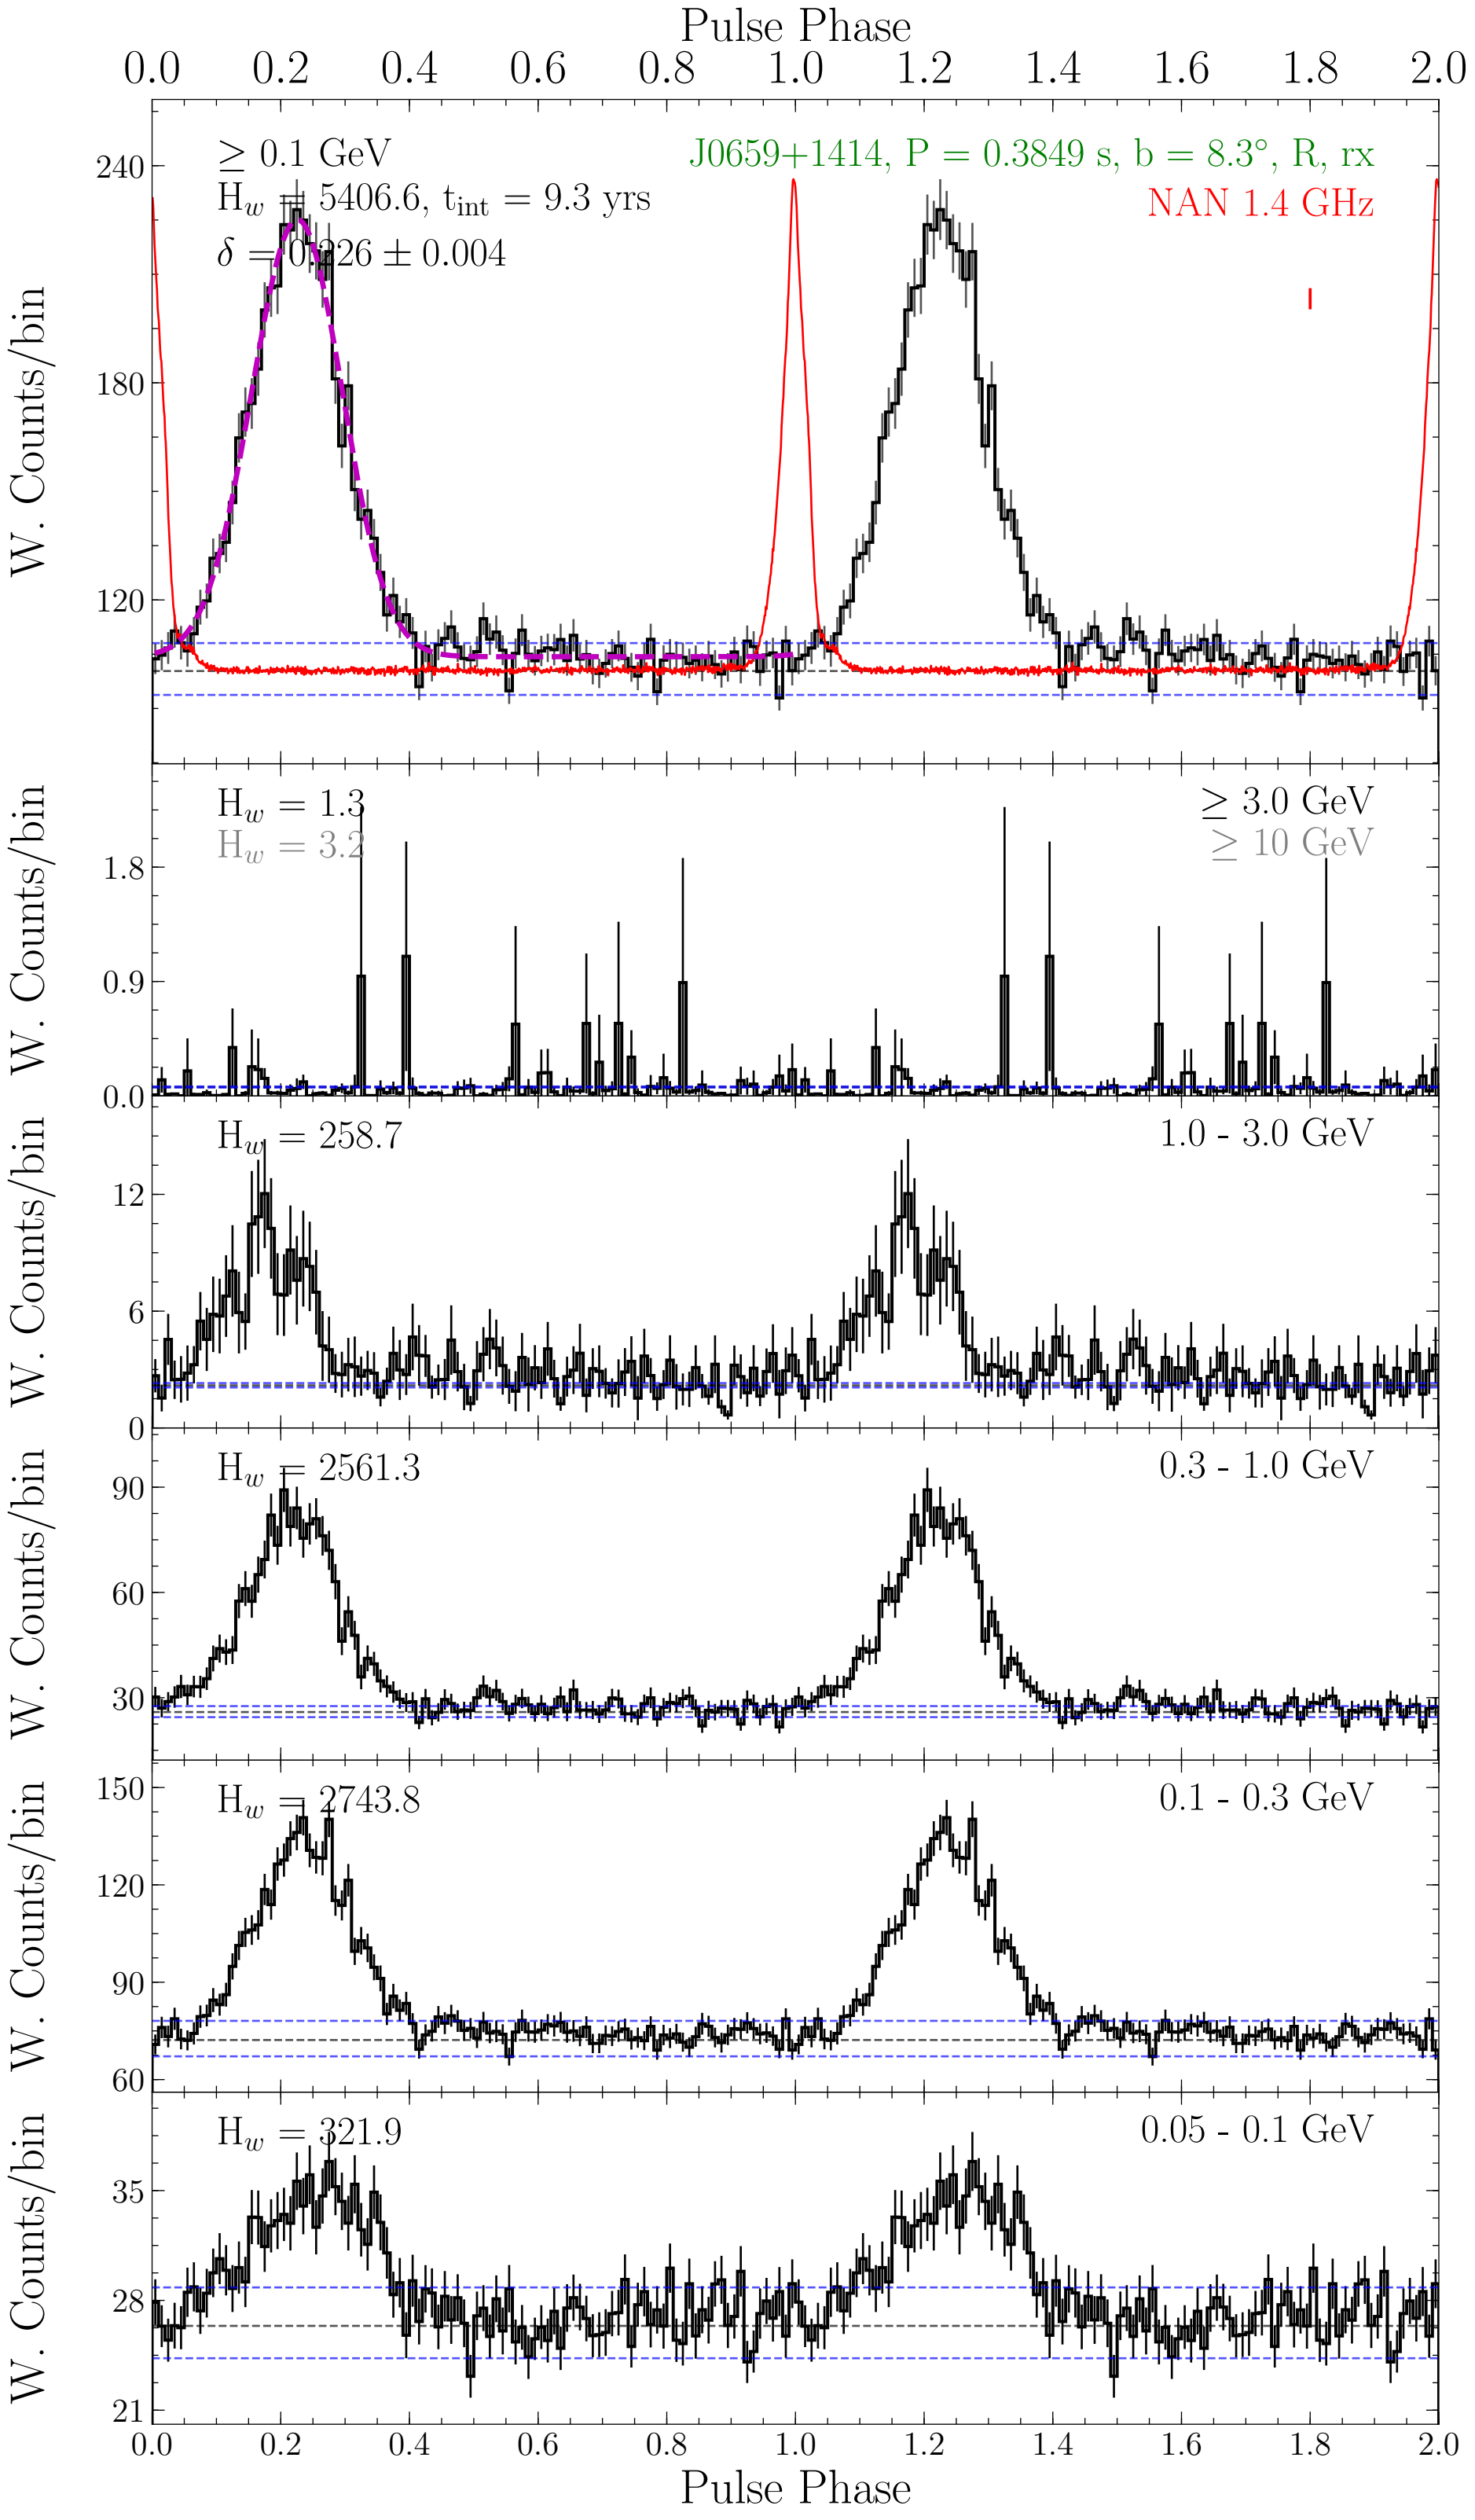 Pulse Phase
0.0 0.2 0.4 0.6 0.8 1.0 1.2 1.4 1.6 1.8 2.0
≥ 0.1 GeV
J0659+1414, P = 0.3849 s, b = 8.3°, R, rx
H_w = 5406.6, t_int = 9.3 yrs
NAN 1.4 GHz
δ = 0.226 ± 0.004
240
180
120
W. Counts/bin
H_w = 1.3
≥ 3.0 GeV
H_w = 3.2
≥ 10 GeV
1.8
0.9
0.0
W. Counts/bin
H_w = 258.7
1.0 - 3.0 GeV
12
6
0
W. Counts/bin
H_w = 2561.3
0.3 - 1.0 GeV
90
60
30
W. Counts/bin
H_w = 2743.8
0.1 - 0.3 GeV
150
120
90
60
W. Counts/bin
H_w = 321.9
0.05 - 0.1 GeV
35
28
21
W. Counts/bin
0.0 0.2 0.4 0.6 0.8 1.0 1.2 1.4 1.6 1.8 2.0
Pulse Phase